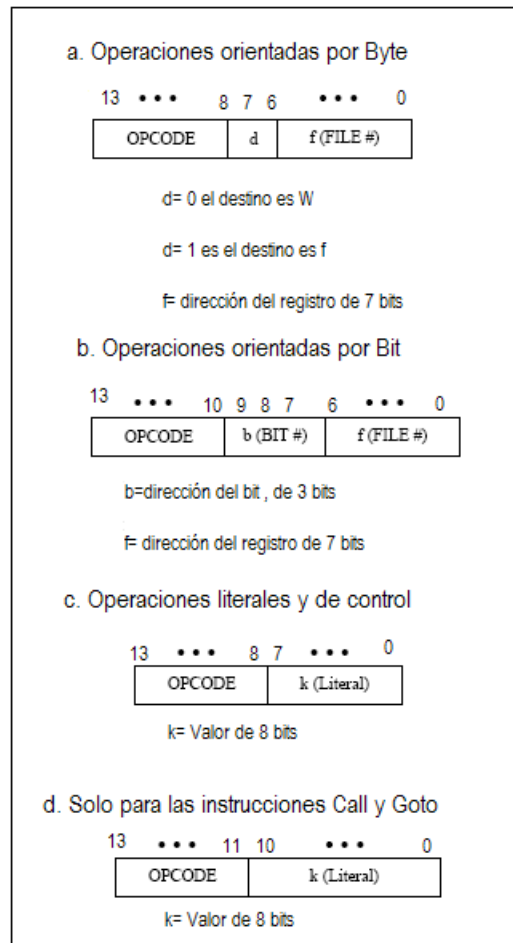 a. Operaciones orientadas por Byte
13 • • • 8 7 6 • • • 0
OPCODE d f (FILE #)
d= 0 el destino es W
d= 1 es el destino es f
f= dirección del registro de 7 bits
b. Operaciones orientadas por Bit
13 • • • 10 9 8 7 6 • • • 0
OPCODE b (BIT #) f (FILE #)
b=dirección del bit , de 3 bits
f= dirección del registro de 7 bits
c. Operaciones literales y de control
13 • • • 8 7 • • • 0
OPCODE k (Literal)
k= Valor de 8 bits
d. Solo para las instrucciones Call y Goto
13 • • • 11 10 • • • 0
OPCODE k (Literal)
k= Valor de 8 bits